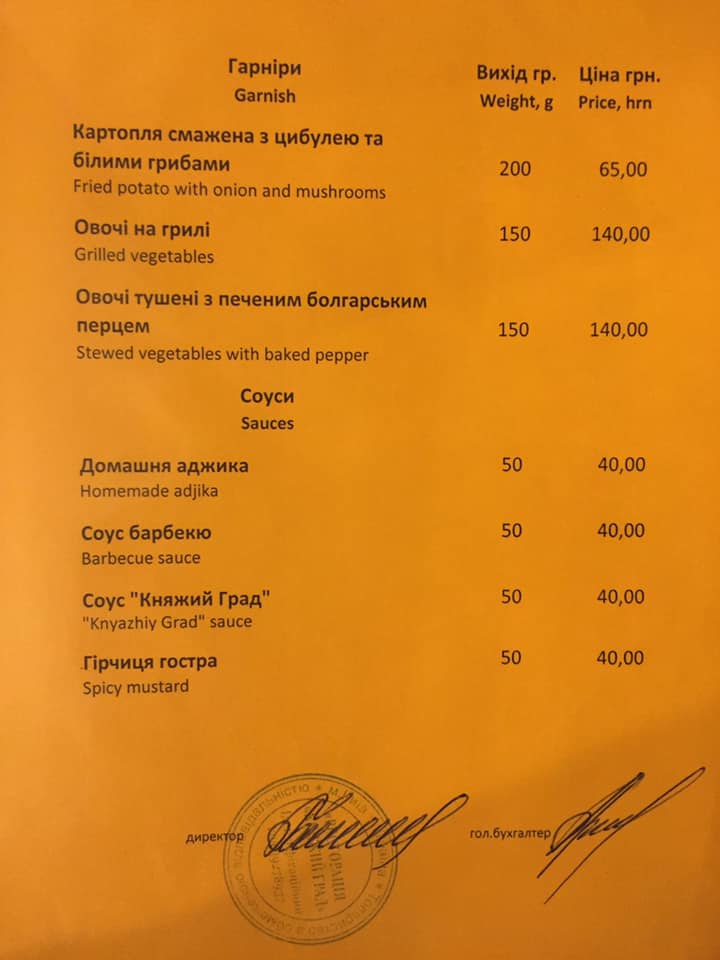 Гарніри
Garnish
Вихід гр. Ціна грн.
Weight, g Price, hrn
Картопля смажена з цибулею та
білими грибами 200 65,00
Fried potato with onion and mushrooms
Овочі на грилі 150 140,00
Grilled vegetables
Овочі тушені з печеним болгарським
перцем 150 140,00
Stewed vegetables with baked pepper
Соуси
Sauces
Домашня аджика 50 40,00
Homemade adjika
Соус барбекю 50 40,00
Barbecue sauce
Соус "Княжий Град" 50 40,00
"Knyazhiy Grad" sauce
Гірчиця гостра 50 40,00
Spicy mustard
директор гол.бухгалтер